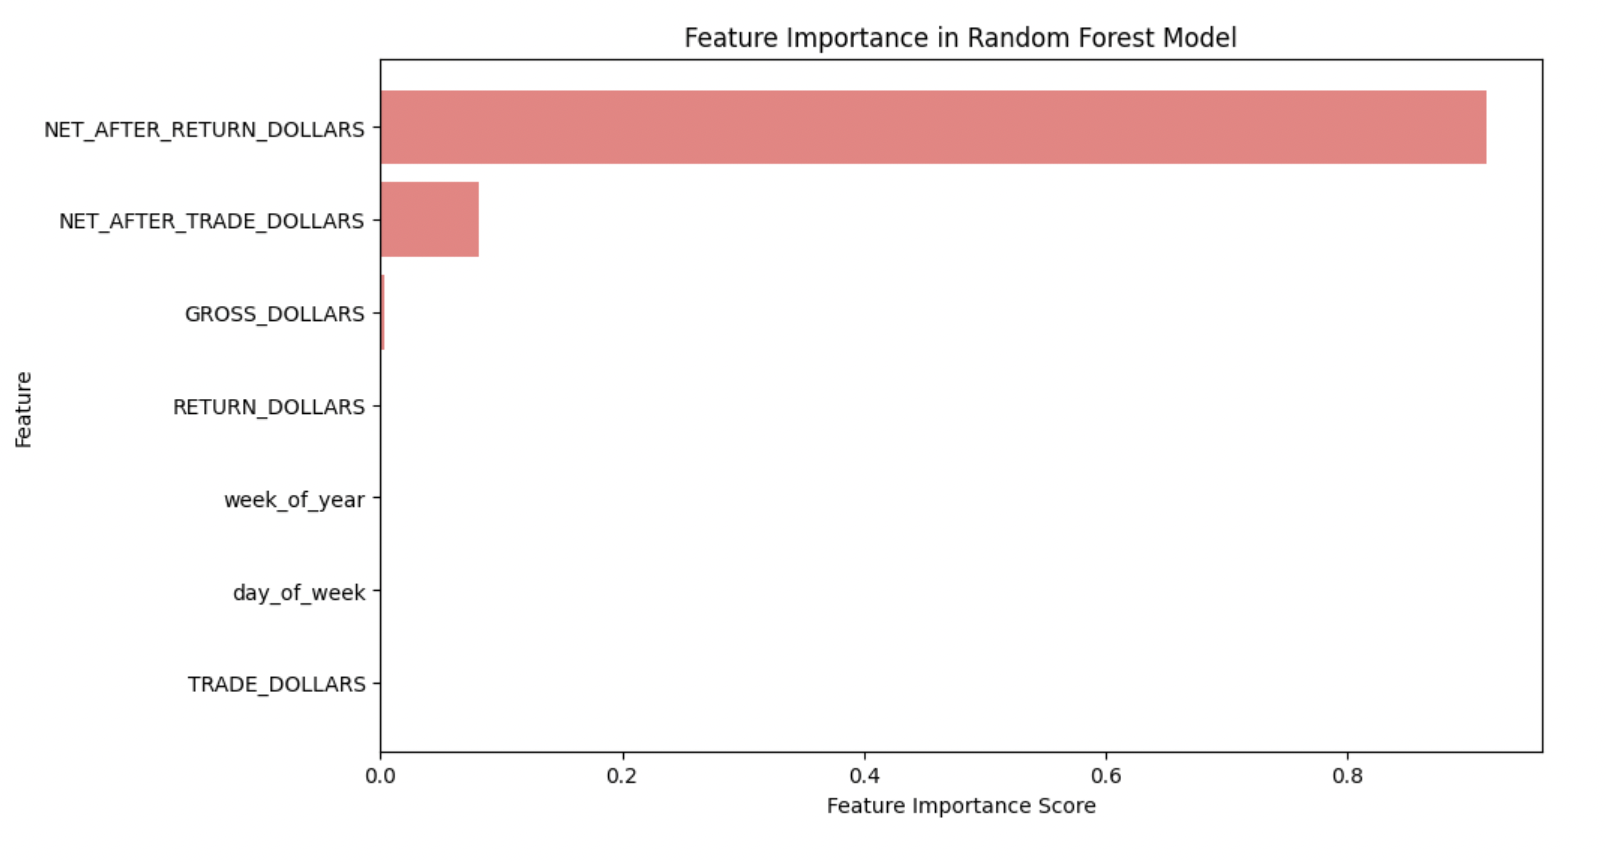 Feature Importance in Random Forest Model
NET_AFTER_RETURN_DOLLARS
NET_AFTER_TRADE_DOLLARS
GROSS_DOLLARS
RETURN_DOLLARS
week_of_year
day_of_week
TRADE_DOLLARS
Feature
0.0 0.2 0.4 0.6 0.8
Feature Importance Score